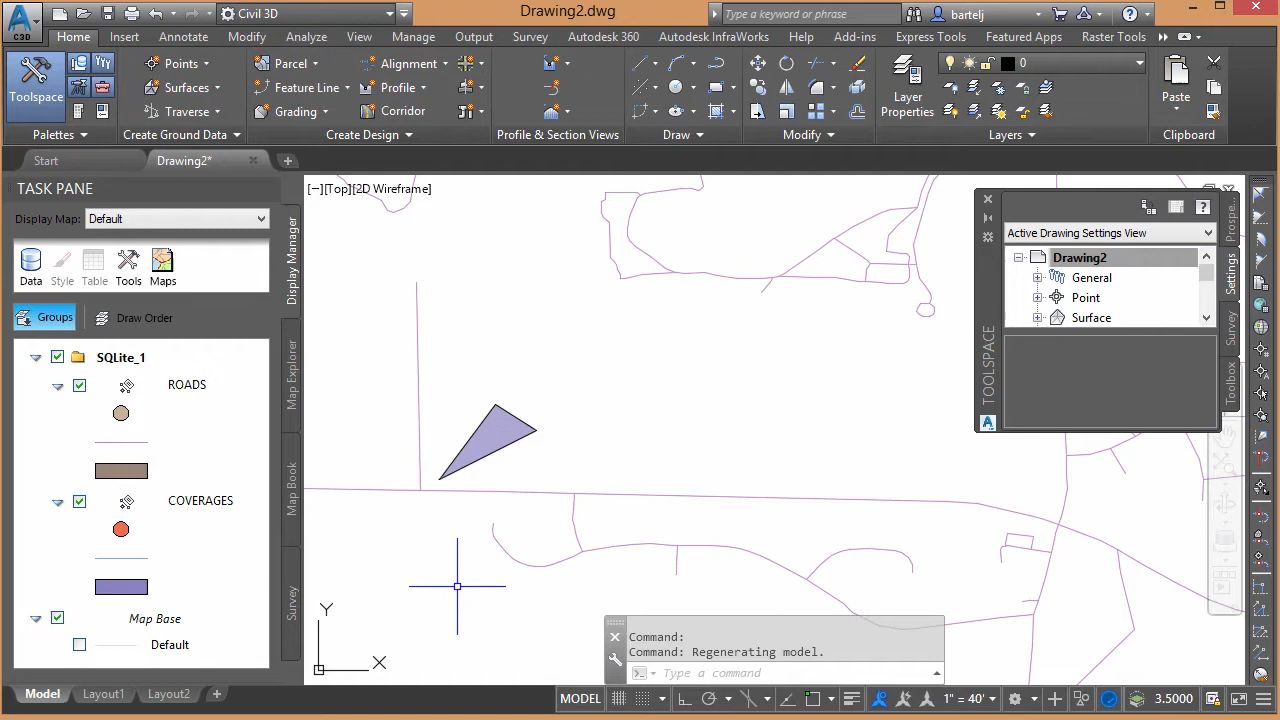 C3D
Civil 3D
Drawing2.dwg
Type a keyword or phrase
bartelj
Home Insert Annotate Modify Analyze View Manage Output Survey Autodesk 360 Autodesk InfraWorks Help Add-ins Express Tools Featured Apps Raster Tools
Toolspace
Points
Surfaces
Traverse
Parcel
Feature Line
Grading
Alignment
Profile
Corridor
Layer
Properties
0
Paste
Palettes
Create Ground Data
Create Design
Profile & Section Views
Draw
Modify
Layers
Clipboard
Start
Drawing2*
TASK PANE
Display Map: Default
Data Style Table Tools Maps
Groups Draw Order
SQLite_1
ROADS
COVERAGES
Map Base
Default
Display Manager
Map Explorer
Map Book
Survey
[−][Top][2D Wireframe]
Active Drawing Settings View
Drawing2
General
Point
Surface
TOOLSPACE
Prospe...
Settings
Survey
Toolbox
Y
X
Command:
Command: Regenerating model.
Type a command
Model Layout1 Layout2
MODEL
1" = 40'
3.5000